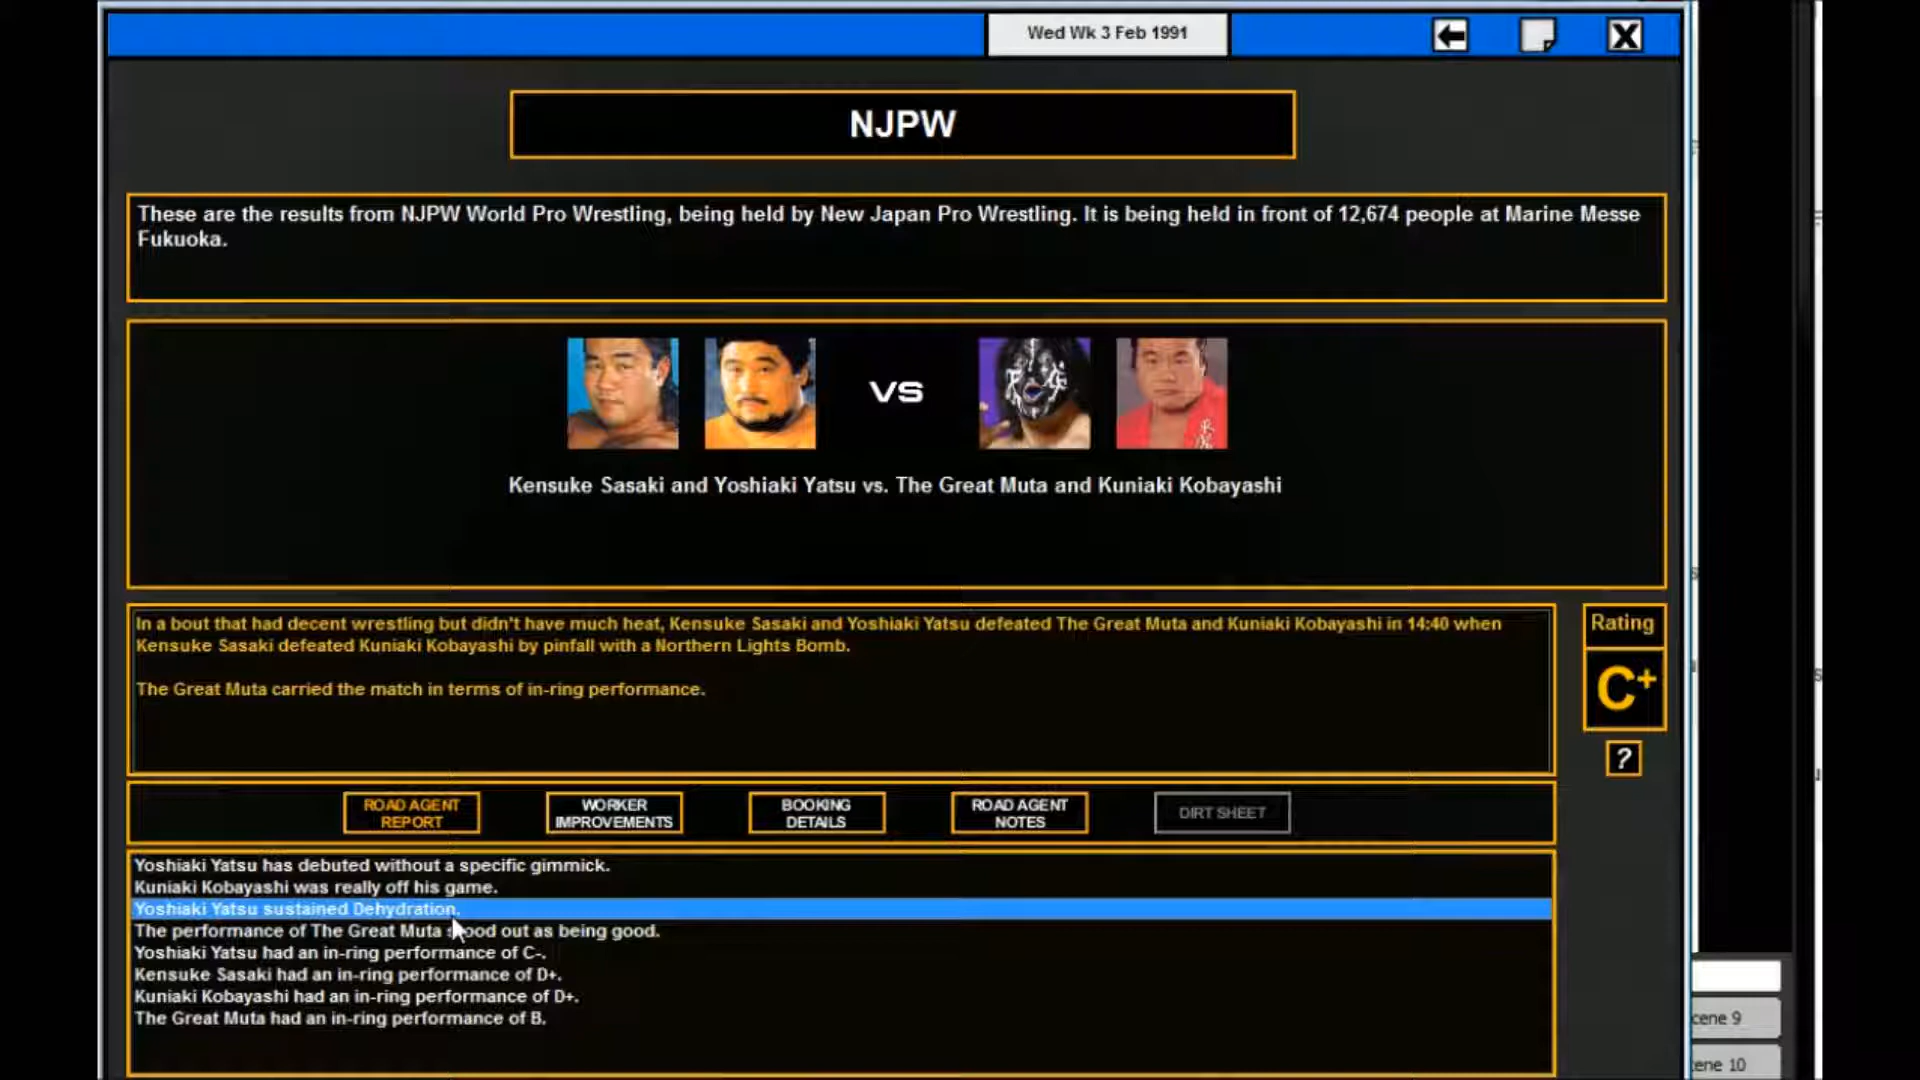 Wed Wk 3 Feb 1991
NJPW
These are the results from NJPW World Pro Wrestling, being held by New Japan Pro Wrestling. It is being held in front of 12,674 people at Marine Messe
Fukuoka.
VS
Kensuke Sasaki and Yoshiaki Yatsu vs. The Great Muta and Kuniaki Kobayashi
In a bout that had decent wrestling but didn't have much heat, Kensuke Sasaki and Yoshiaki Yatsu defeated The Great Muta and Kuniaki Kobayashi in 14:40 when
Kensuke Sasaki defeated Kuniaki Kobayashi by pinfall with a Northern Lights Bomb.
The Great Muta carried the match in terms of in-ring performance.
Rating
C+
?
ROAD AGENT
REPORT
WORKER
IMPROVEMENTS
BOOKING
DETAILS
ROAD AGENT
NOTES
DIRT SHEET
Yoshiaki Yatsu has debuted without a specific gimmick.
Kuniaki Kobayashi was really off his game.
Yoshiaki Yatsu sustained Dehydration.
The performance of The Great Muta stood out as being good.
Yoshiaki Yatsu had an in-ring performance of C-.
Kensuke Sasaki had an in-ring performance of D+.
Kuniaki Kobayashi had an in-ring performance of D+.
The Great Muta had an in-ring performance of B.
cene 9
ene 10